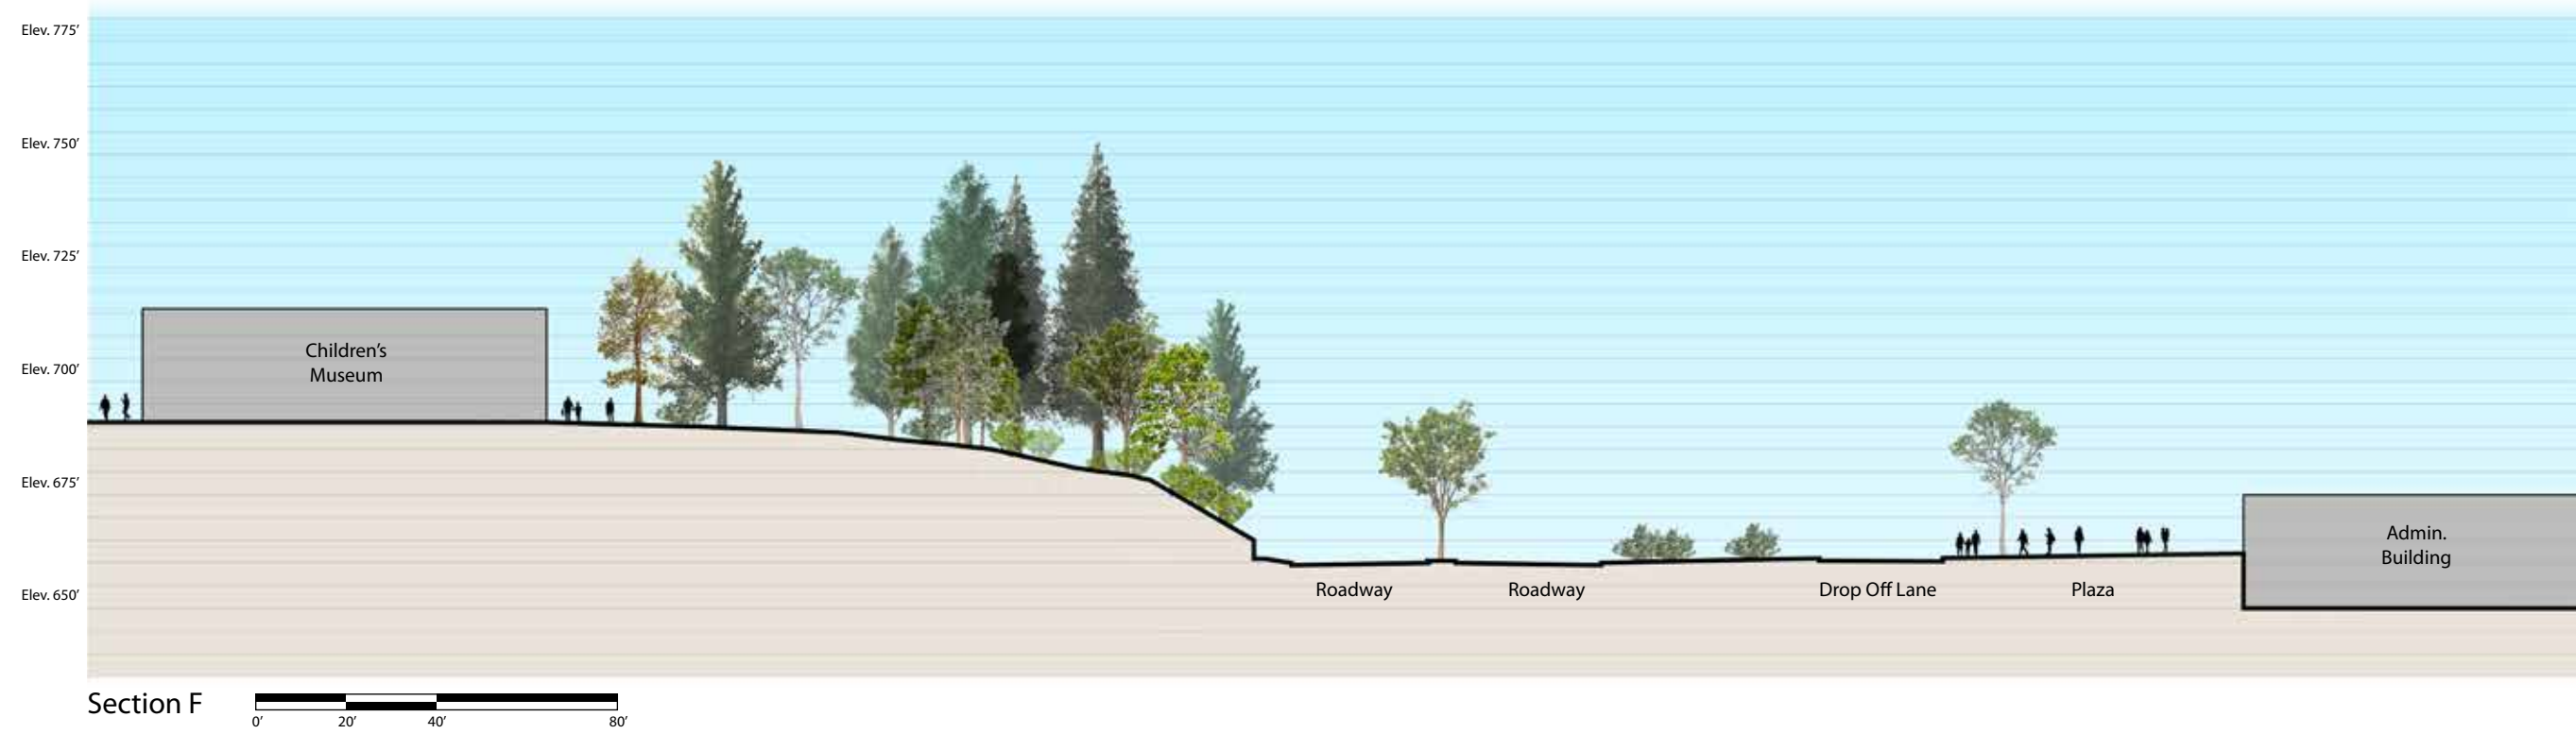 Elev. 775’
Elev. 750’
Elev. 725’
Elev. 700’
Elev. 675’
Elev. 650’
Children’s
Museum
Admin.
Building
Roadway
Roadway
Drop Off Lane
Plaza
Section F
0’
20’
40’
80’